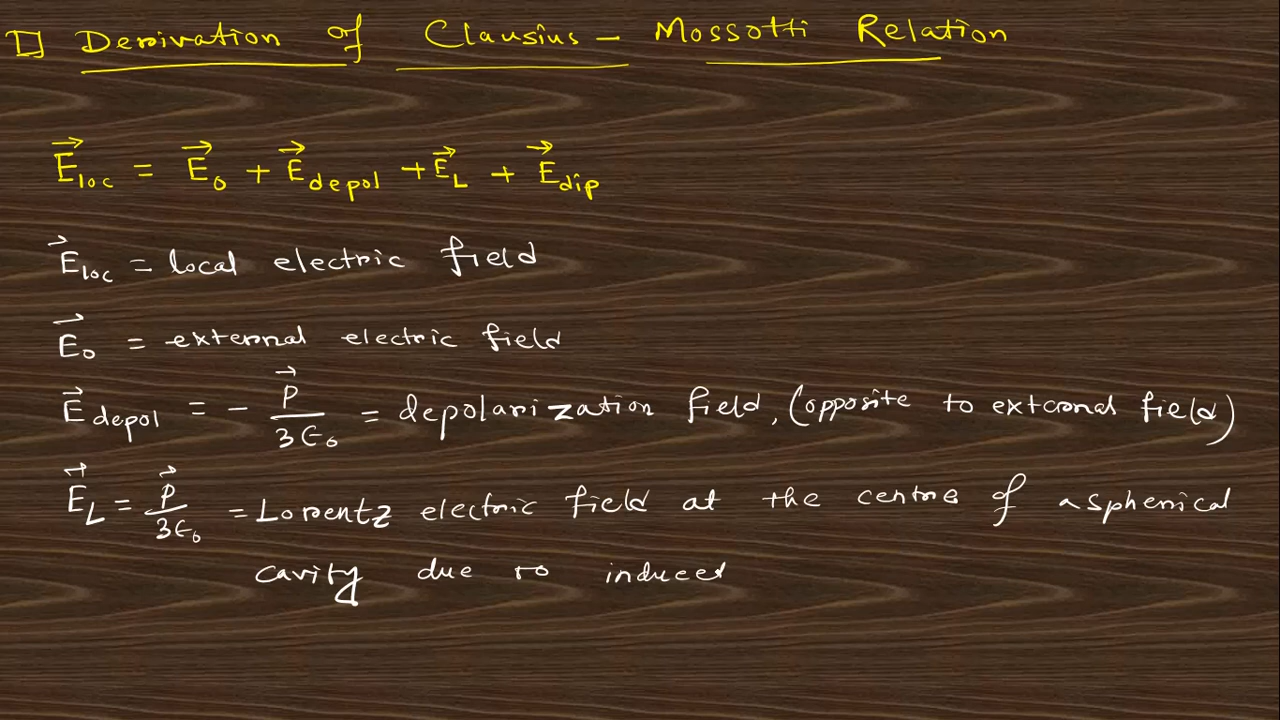 □ Derivation of Clausius - Mossotti Relation
E⃗loc = E⃗₀ + E⃗depol + E⃗L + E⃗dip
E⃗loc = local electric field
E⃗₀ = external electric field
E⃗depol = - P⃗/3ϵ₀ = depolarization field, (opposite to external field)
E⃗L = P⃗/3ϵ₀ = Lorentz electric field at the centre of a spherical
cavity due to induced